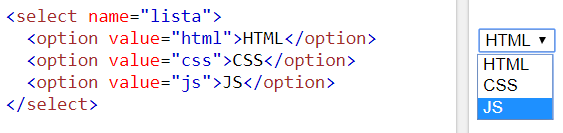 <select name="lista">
  <option value="html">HTML</option>
  <option value="css">CSS</option>
  <option value="js">JS</option>
</select>
HTML ▼
HTML
CSS
JS